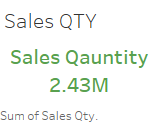 Sales QTY
Sales Qauntity
2.43M
Sum of Sales Qty.